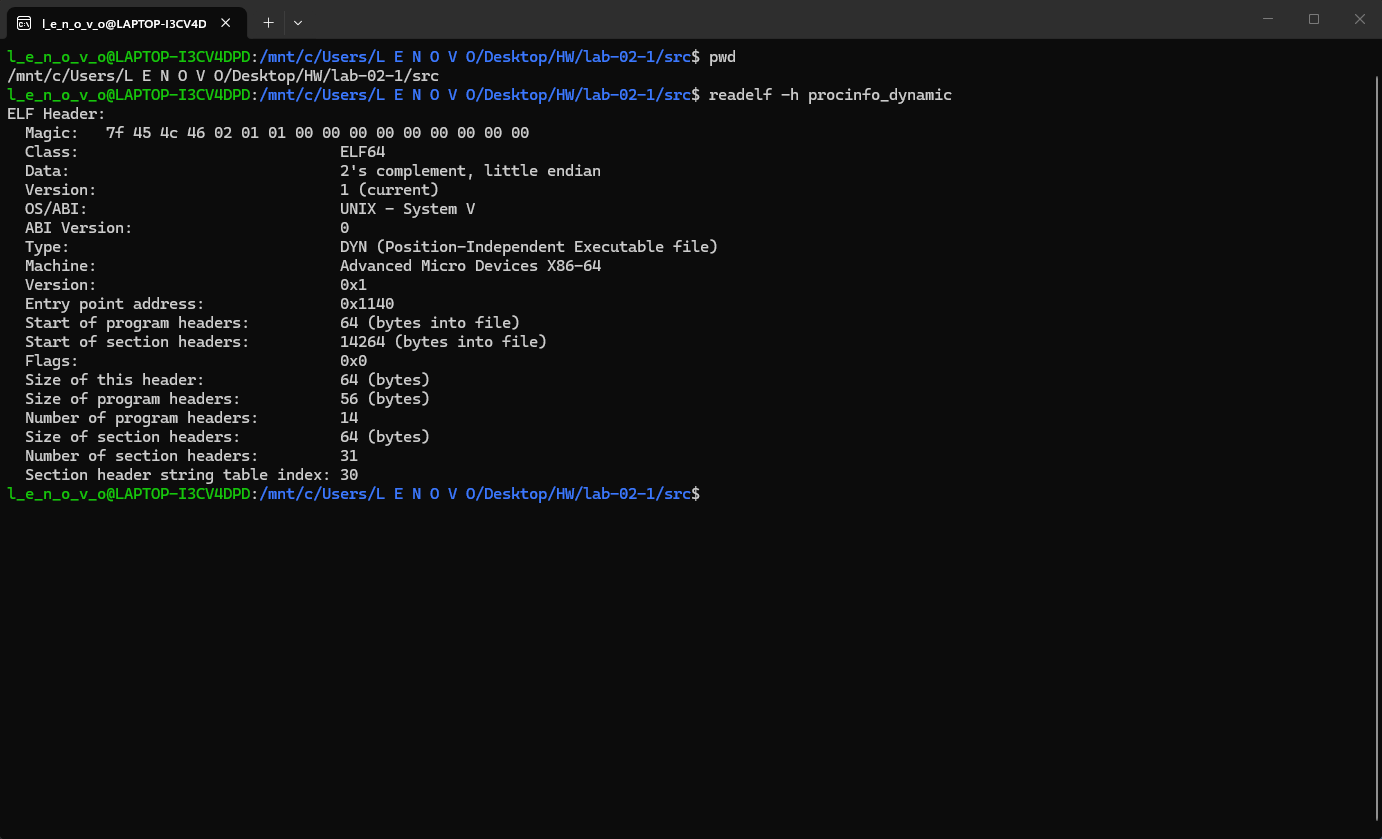 l_e_n_o_v_o@LAPTOP-I3CV4D
l_e_n_o_v_o@LAPTOP-I3CV4DPD:/mnt/c/Users/L E N O V O/Desktop/HW/lab-02-1/src$ pwd
/mnt/c/Users/L E N O V O/Desktop/HW/lab-02-1/src
l_e_n_o_v_o@LAPTOP-I3CV4DPD:/mnt/c/Users/L E N O V O/Desktop/HW/lab-02-1/src$ readelf -h procinfo_dynamic
ELF Header:
  Magic:   7f 45 4c 46 02 01 01 00 00 00 00 00 00 00 00 00
  Class:                             ELF64
  Data:                              2's complement, little endian
  Version:                           1 (current)
  OS/ABI:                            UNIX - System V
  ABI Version:                       0
  Type:                              DYN (Position-Independent Executable file)
  Machine:                           Advanced Micro Devices X86-64
  Version:                           0x1
  Entry point address:               0x1140
  Start of program headers:          64 (bytes into file)
  Start of section headers:          14264 (bytes into file)
  Flags:                             0x0
  Size of this header:               64 (bytes)
  Size of program headers:           56 (bytes)
  Number of program headers:         14
  Size of section headers:           64 (bytes)
  Number of section headers:         31
  Section header string table index: 30
l_e_n_o_v_o@LAPTOP-I3CV4DPD:/mnt/c/Users/L E N O V O/Desktop/HW/lab-02-1/src$